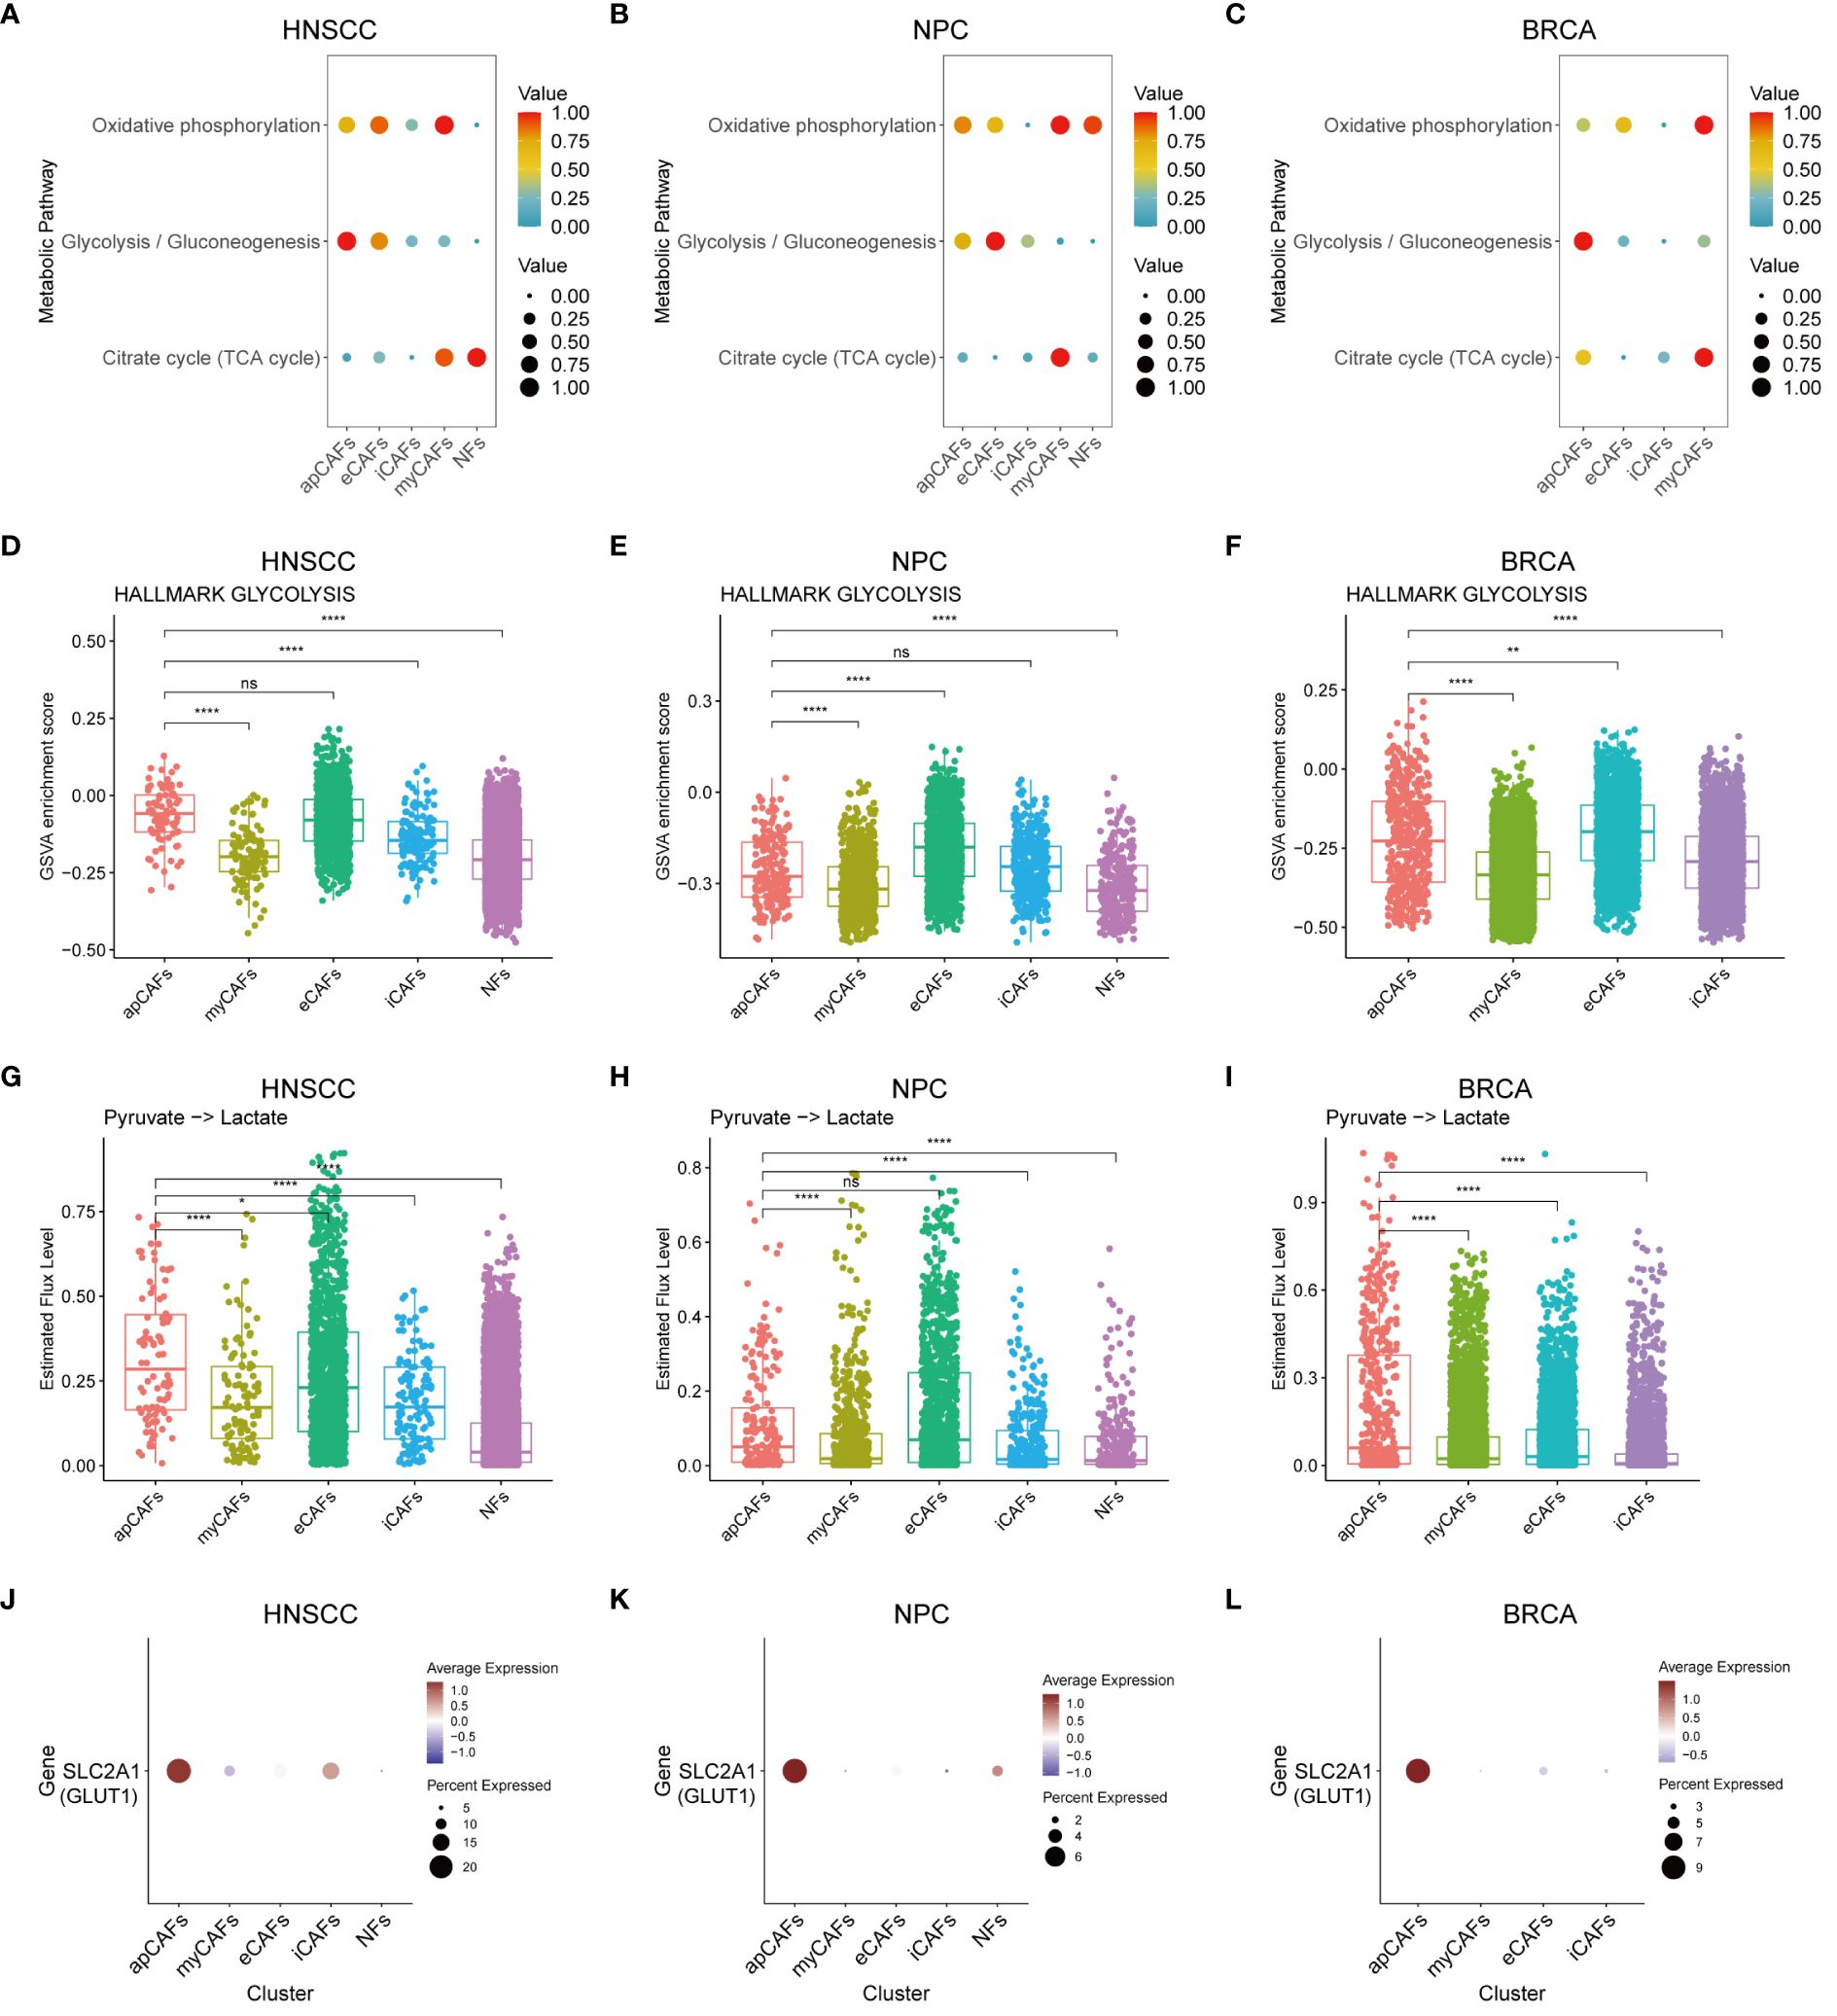 A
HNSCC
Metabolic Pathway
Oxidative phosphorylation
Glycolysis / Gluconeogenesis
Citrate cycle (TCA cycle)
apCAFs
eCAFs
iCAFs
myCAFs
NFs
Value
1.00
0.75
0.50
0.25
0.00
Value
0.00
0.25
0.50
0.75
1.00
B
NPC
Metabolic Pathway
Oxidative phosphorylation
Glycolysis / Gluconeogenesis
Citrate cycle (TCA cycle)
apCAFs
eCAFs
iCAFs
myCAFs
NFs
Value
1.00
0.75
0.50
0.25
0.00
Value
0.00
0.25
0.50
0.75
1.00
C
BRCA
Metabolic Pathway
Oxidative phosphorylation
Glycolysis / Gluconeogenesis
Citrate cycle (TCA cycle)
apCAFs
eCAFs
iCAFs
myCAFs
Value
1.00
0.75
0.50
0.25
0.00
Value
0.00
0.25
0.50
0.75
1.00
D
HNSCC
HALLMARK GLYCOLYSIS
GSVA enrichment score
0.50
0.25
0.00
−0.25
−0.50
****
****
ns
****
apCAFs
myCAFs
eCAFs
iCAFs
NFs
E
NPC
HALLMARK GLYCOLYSIS
GSVA enrichment score
0.3
0.0
−0.3
****
ns
****
****
apCAFs
myCAFs
eCAFs
iCAFs
NFs
F
BRCA
HALLMARK GLYCOLYSIS
GSVA enrichment score
0.25
0.00
−0.25
−0.50
****
**
****
apCAFs
myCAFs
eCAFs
iCAFs
G
HNSCC
Pyruvate −> Lactate
Estimated Flux Level
0.75
0.50
0.25
0.00
****
****
*
****
apCAFs
myCAFs
eCAFs
iCAFs
NFs
H
NPC
Pyruvate −> Lactate
Estimated Flux Level
0.8
0.6
0.4
0.2
0.0
****
****
ns
****
apCAFs
myCAFs
eCAFs
iCAFs
NFs
I
BRCA
Pyruvate −> Lactate
Estimated Flux Level
0.9
0.6
0.3
0.0
****
****
****
apCAFs
myCAFs
eCAFs
iCAFs
J
HNSCC
Gene
SLC2A1
(GLUT1)
apCAFs
myCAFs
eCAFs
iCAFs
NFs
Cluster
Average Expression
1.0
0.5
0.0
−0.5
−1.0
Percent Expressed
5
10
15
20
K
NPC
Gene
SLC2A1
(GLUT1)
apCAFs
myCAFs
eCAFs
iCAFs
NFs
Cluster
Average Expression
1.0
0.5
0.0
−0.5
−1.0
Percent Expressed
2
4
6
L
BRCA
Gene
SLC2A1
(GLUT1)
apCAFs
myCAFs
eCAFs
iCAFs
Cluster
Average Expression
1.0
0.5
0.0
−0.5
Percent Expressed
3
5
7
9